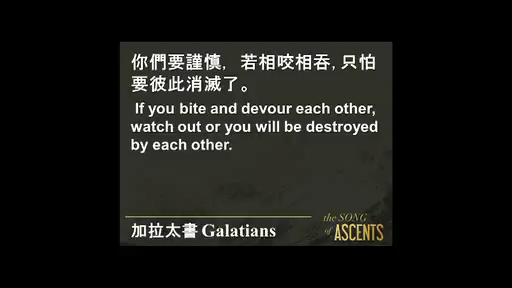 你們要謹慎, 若相咬相吞, 只怕
要彼此消滅了。
If you bite and devour each other,
watch out or you will be destroyed
by each other.
加拉太書 Galatians
the SONG
of ASCENTS